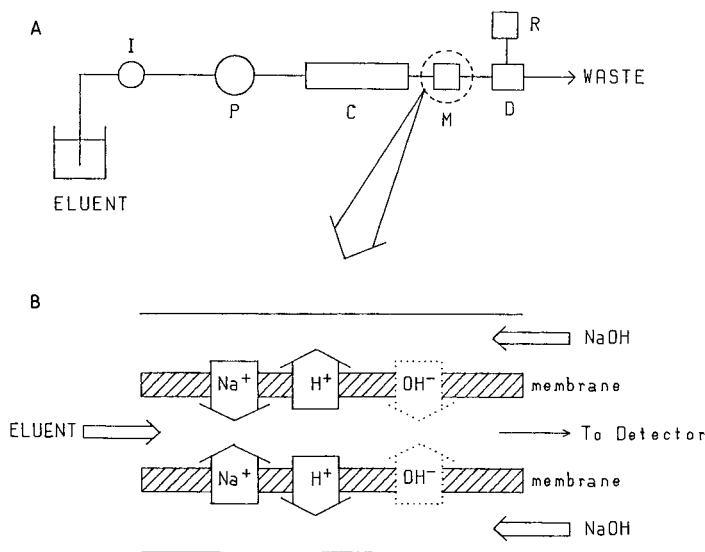 A
I
R
P
C
M
D
WASTE
ELUENT
B
NaOH
Na+ H+ OH− membrane
ELUENT
To Detector
Na+ H+ OH− membrane
NaOH